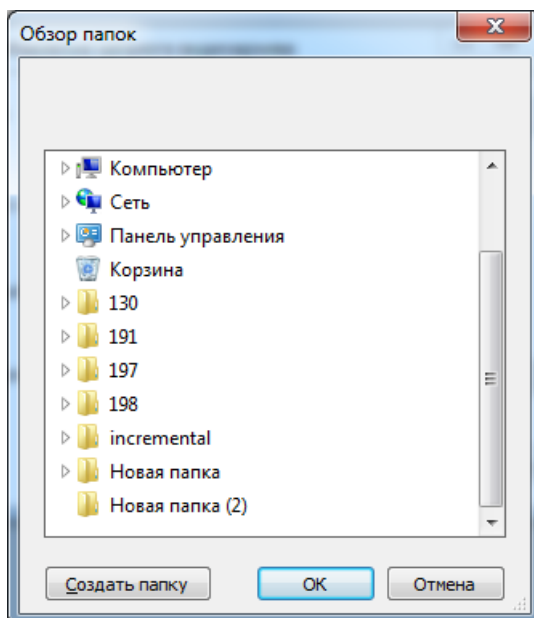 Обзор папок
Компьютер
Сеть
Панель управления
Корзина
130
191
197
198
incremental
Новая папка
Новая папка (2)
Создать папку
ОК
Отмена